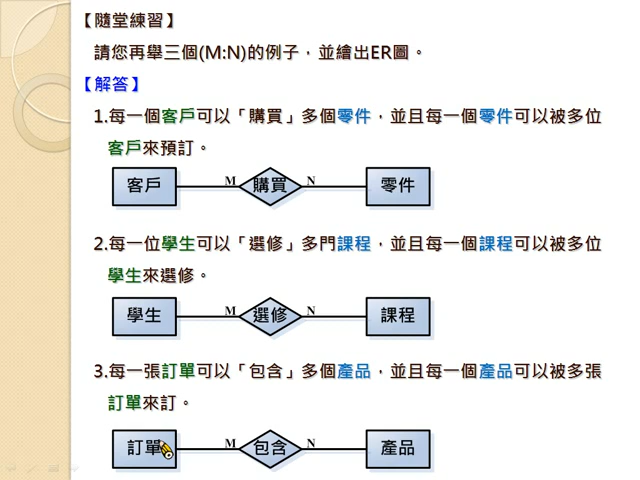 【隨堂練習】
請您再舉三個(M:N)的例子，並繪出ER圖。
【解答】
1.每一個客戶可以「購買」多個零件，並且每一個零件可以被多位
客戶來預訂。
客戶 M 購買 N 零件
2.每一位學生可以「選修」多門課程，並且每一個課程可以被多位
學生來選修。
學生 M 選修 N 課程
3.每一張訂單可以「包含」多個產品，並且每一個產品可以被多張
訂單來訂。
訂單 M 包含 N 產品